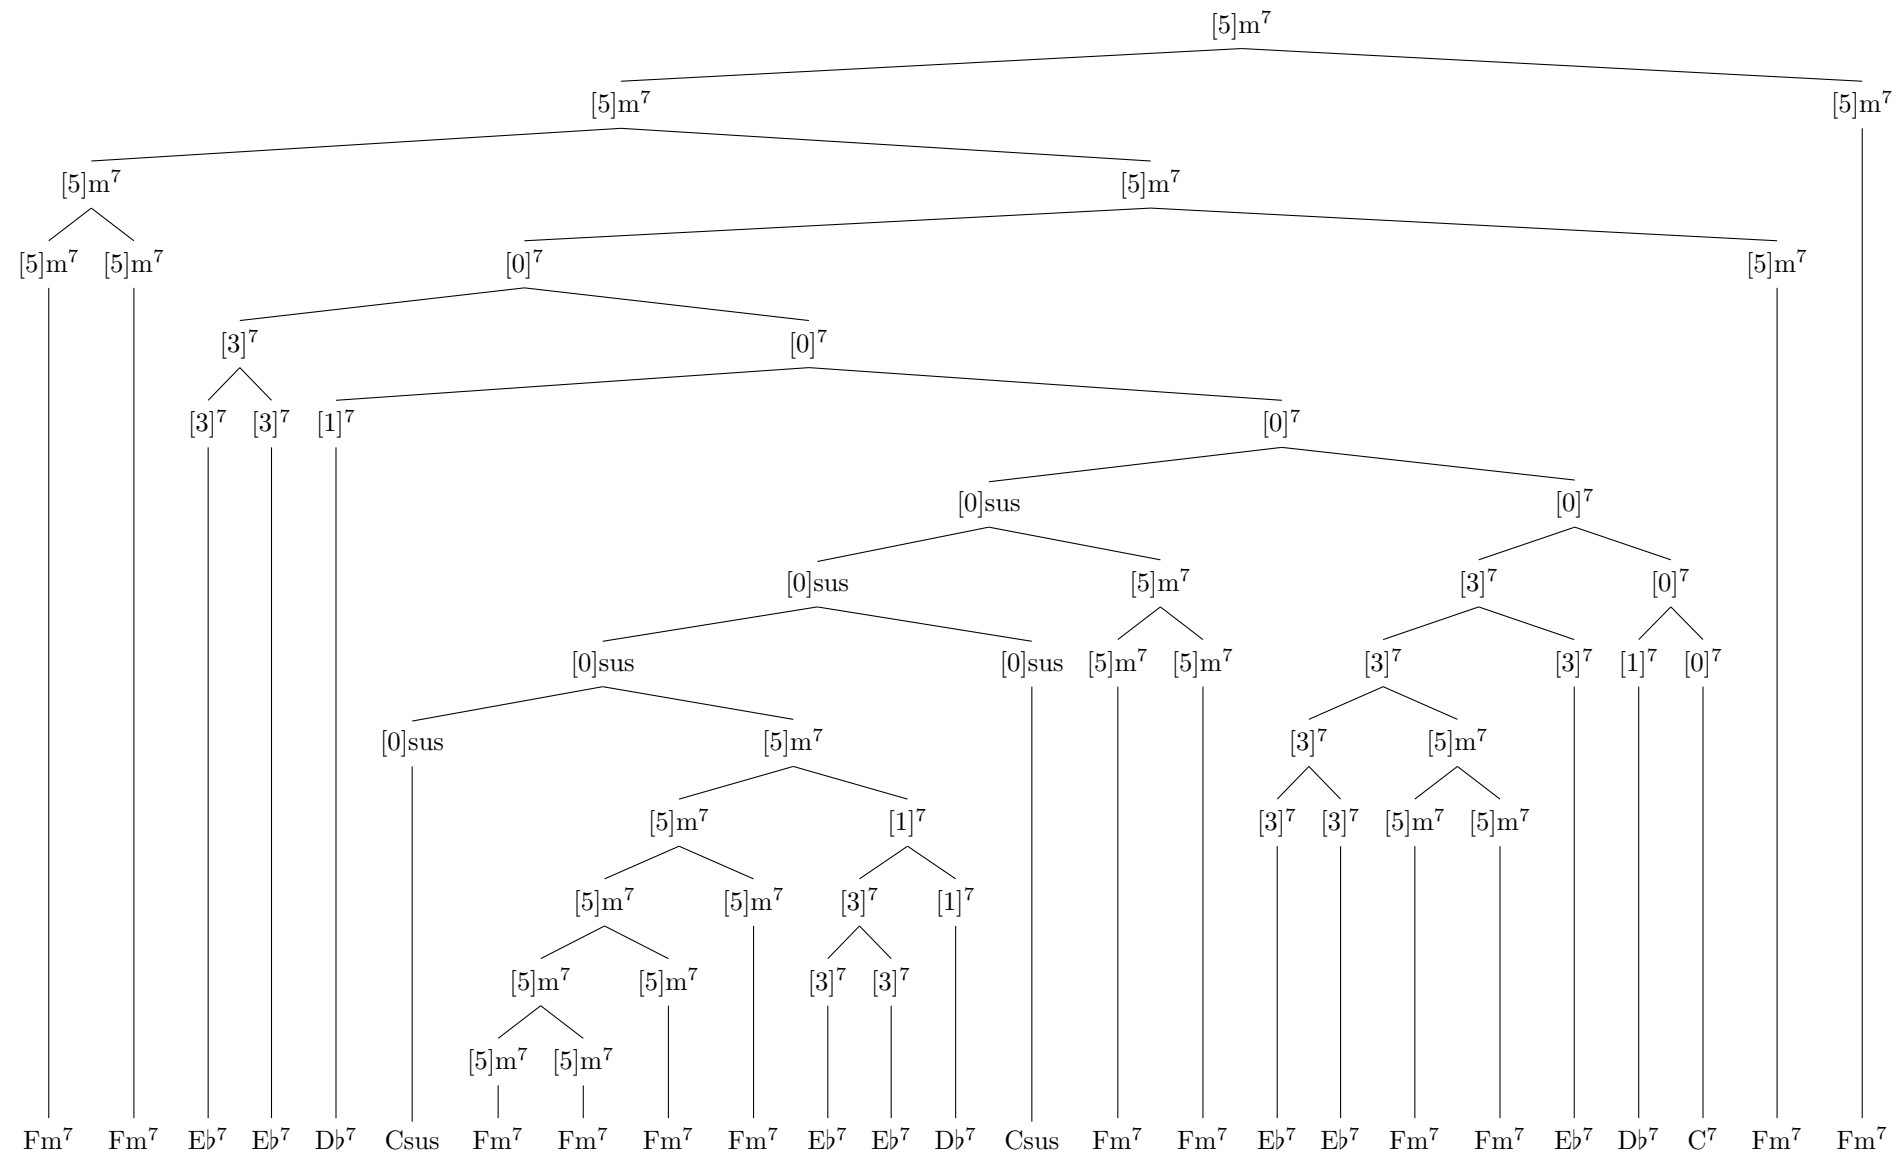 [5]m⁷
[5]m⁷ [5]m⁷
[5]m⁷ [5]m⁷
[5]m⁷ [5]m⁷ [0]⁷ [5]m⁷
[3]⁷ [0]⁷
[3]⁷ [3]⁷ [1]⁷ [0]⁷
[0]sus [0]⁷
[0]sus [5]m⁷ [3]⁷ [0]⁷
[0]sus [0]sus [5]m⁷ [5]m⁷ [3]⁷ [3]⁷ [1]⁷ [0]⁷
[0]sus [5]m⁷ [3]⁷ [5]m⁷
[5]m⁷ [1]⁷ [3]⁷ [3]⁷ [5]m⁷ [5]m⁷
[5]m⁷ [5]m⁷ [3]⁷ [1]⁷
[5]m⁷ [5]m⁷ [3]⁷ [3]⁷
[5]m⁷ [5]m⁷
Fm⁷ Fm⁷ E♭⁷ E♭⁷ D♭⁷ Csus Fm⁷ Fm⁷ Fm⁷ Fm⁷ E♭⁷ E♭⁷ D♭⁷ Csus Fm⁷ Fm⁷ E♭⁷ E♭⁷ Fm⁷ Fm⁷ E♭⁷ D♭⁷ C⁷ Fm⁷ Fm⁷